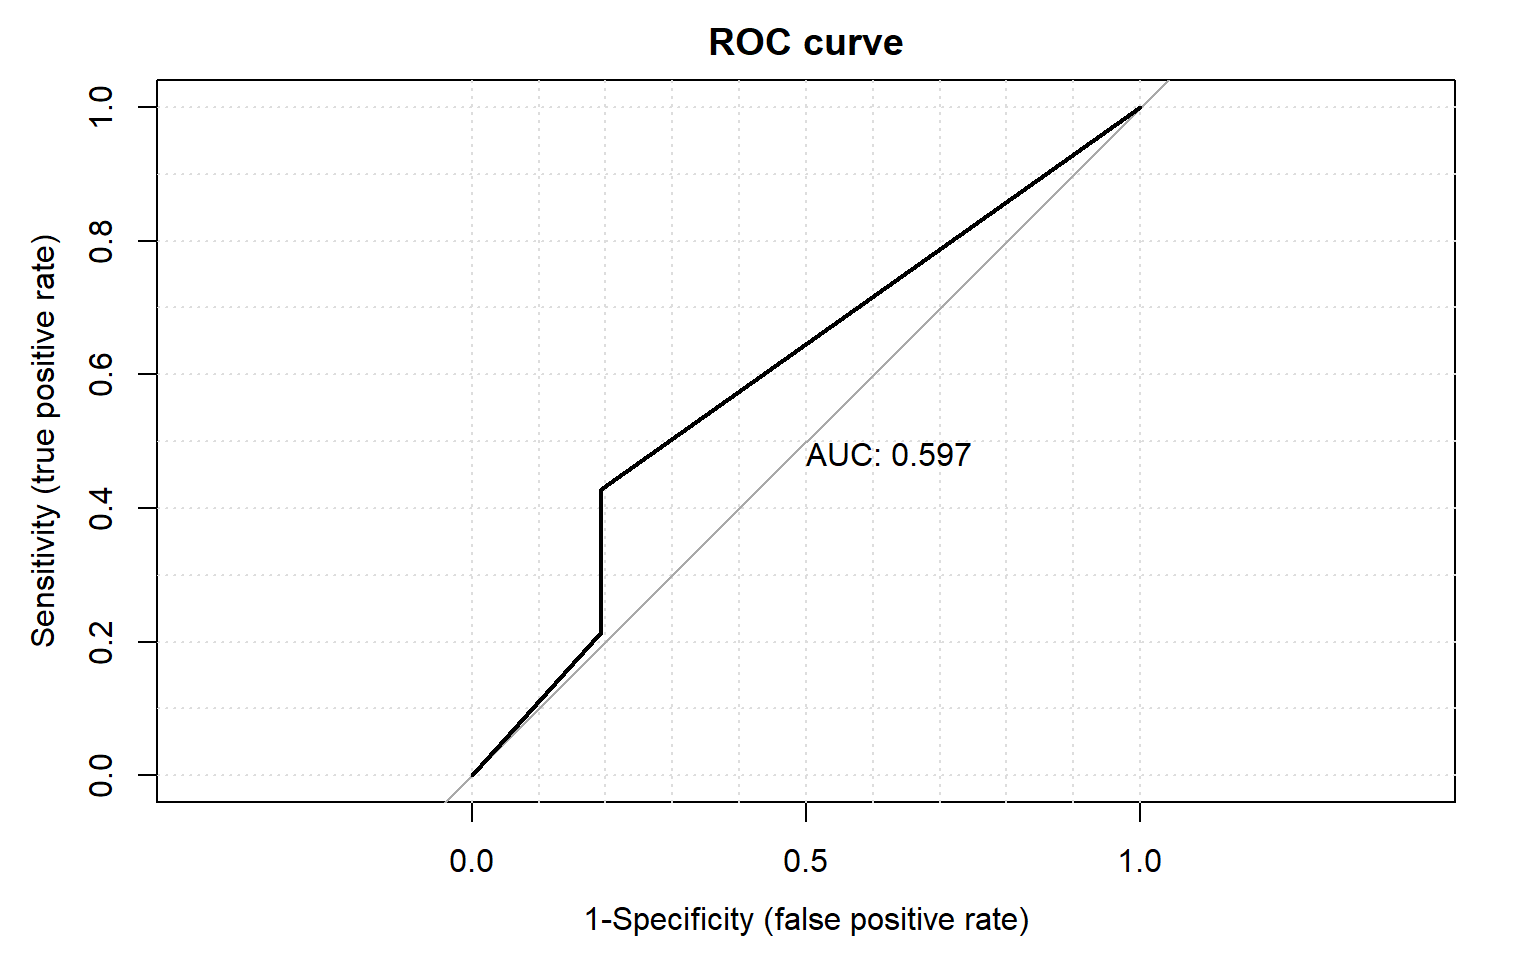 ROC curve
Sensitivity (true positive rate)
1.0
0.8
0.6
0.4
0.2
0.0
AUC: 0.597
0.0 0.5 1.0
1-Specificity (false positive rate)